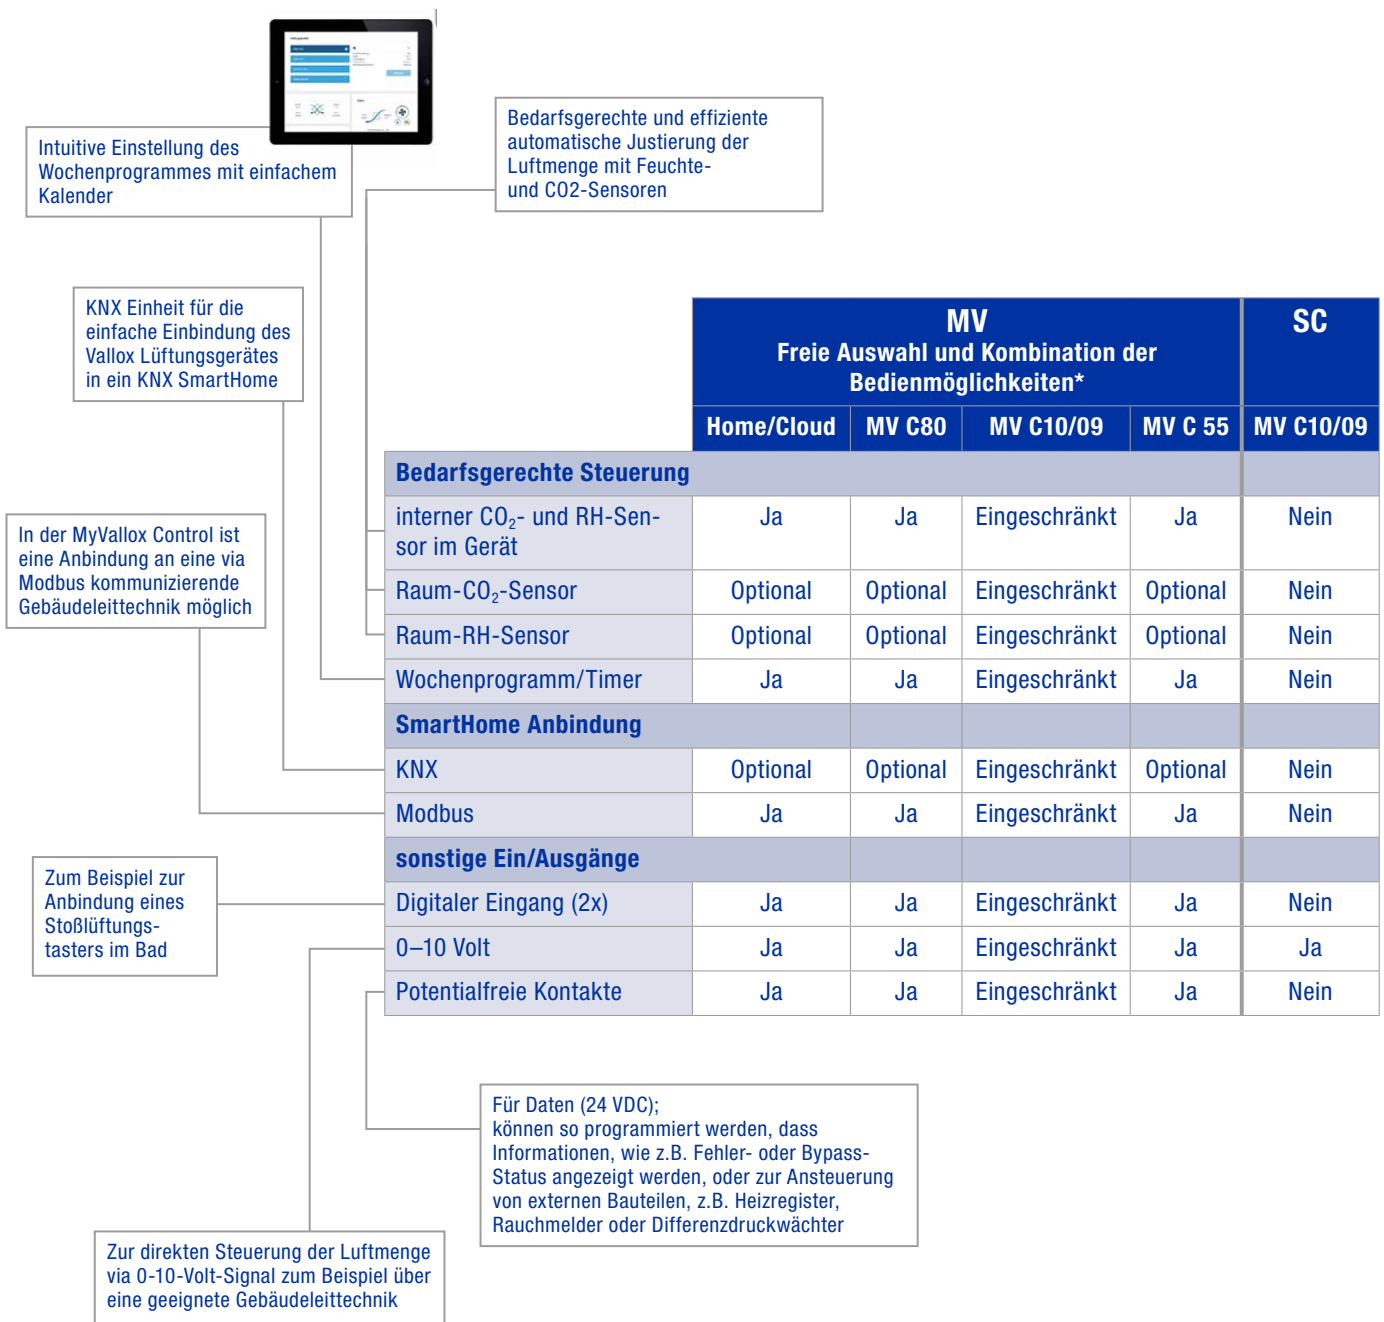 Intuitive Einstellung des
Wochenprogrammes mit einfachem
Kalender
Bedarfsgerechte und effiziente
automatische Justierung der
Luftmenge mit Feuchte-
und CO2-Sensoren
KNX Einheit für die
einfache Einbindung des
Vallox Lüftungsgerätes
in ein KNX SmartHome
In der MyVallox Control ist
eine Anbindung an eine via
Modbus kommunizierende
Gebäudeleittechnik möglich
Zum Beispiel zur
Anbindung eines
Stoßlüftungs-
tasters im Bad
MV SC
Freie Auswahl und Kombination der
Bedienmöglichkeiten*
Home/Cloud MV C80 MV C10/09 MV C 55 MV C10/09
Bedarfsgerechte Steuerung
interner CO₂- und RH-Sen- Ja Ja Eingeschränkt Ja Nein
sor im Gerät
Raum-CO₂-Sensor Optional Optional Eingeschränkt Optional Nein
Raum-RH-Sensor Optional Optional Eingeschränkt Optional Nein
Wochenprogramm/Timer Ja Ja Eingeschränkt Ja Nein
SmartHome Anbindung
KNX Optional Optional Eingeschränkt Optional Nein
Modbus Ja Ja Eingeschränkt Ja Nein
sonstige Ein/Ausgänge
Digitaler Eingang (2x) Ja Ja Eingeschränkt Ja Nein
0–10 Volt Ja Ja Eingeschränkt Ja Ja
Potentialfreie Kontakte Ja Ja Eingeschränkt Ja Nein
Für Daten (24 VDC);
können so programmiert werden, dass
Informationen, wie z.B. Fehler- oder Bypass-
Status angezeigt werden, oder zur Ansteuerung
von externen Bauteilen, z.B. Heizregister,
Rauchmelder oder Differenzdruckwächter
Zur direkten Steuerung der Luftmenge
via 0-10-Volt-Signal zum Beispiel über
eine geeignete Gebäudeleittechnik